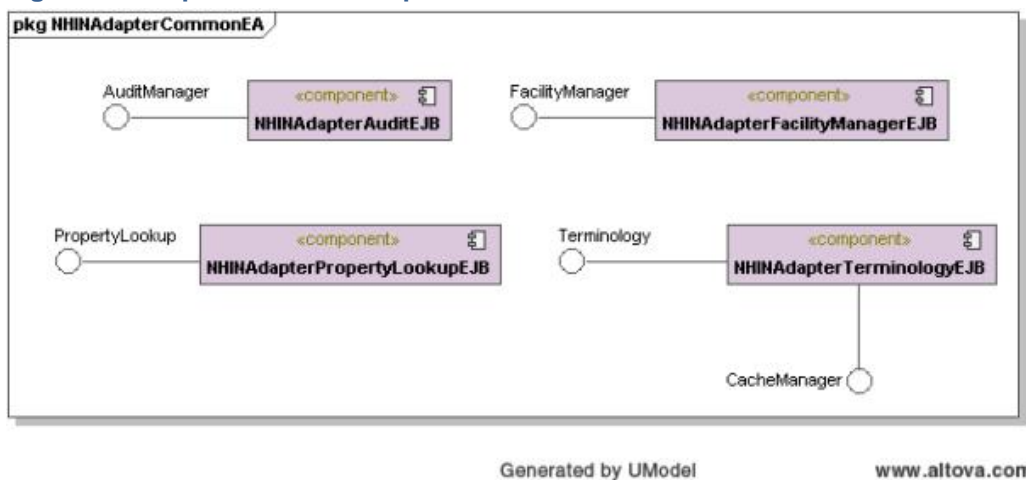 pkg NHINAdapterCommonEA
AuditManager
«component»
NHINAdapterAuditEJB
FacilityManager
«component»
NHINAdapterFacilityManagerEJB
PropertyLookup
«component»
NHINAdapterPropertyLookupEJB
Terminology
«component»
NHINAdapterTerminologyEJB
CacheManager
Generated by UModel
www.altova.com